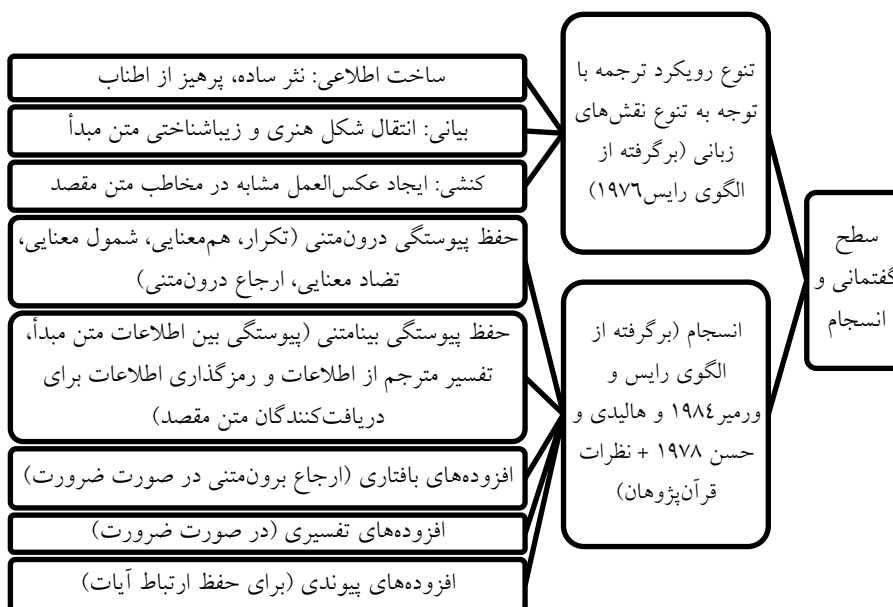 سطح
گفتمانی و
انسجام
تنوع رویکرد ترجمه با
توجه به تنوع نقش‌های
زبانی (برگرفته از
الگوی رایس۱۹۷۶)
ساخت اطلاعی: نثر ساده، پرهیز از اطناب
بیانی: انتقال شکل هنری و زیباشناختی متن مبدأ
کنشی: ایجاد عکس‌العمل مشابه در مخاطب متن مقصد
انسجام (برگرفته از
الگوی رایس و
ورمیر۱۹۸٤ و هالیدی و
حسن ۱۹۷۸ + نظرات
قرآن‌پژوهان)
حفظ پیوستگی درون‌متنی (تکرار، هم‌معنایی، شمول معنایی،
تضاد معنایی، ارجاع درون‌متنی)
حفظ پیوستگی بینامتنی (پیوستگی بین اطلاعات متن مبدأ،
تفسیر مترجم از اطلاعات و رمزگذاری اطلاعات برای
دریافت‌کنندگان متن مقصد)
افزوده‌های بافتاری (ارجاع برون‌متنی در صورت ضرورت)
افزوده‌های تفسیری (در صورت ضرورت)
افزوده‌های پیوندی (برای حفظ ارتباط آیات)